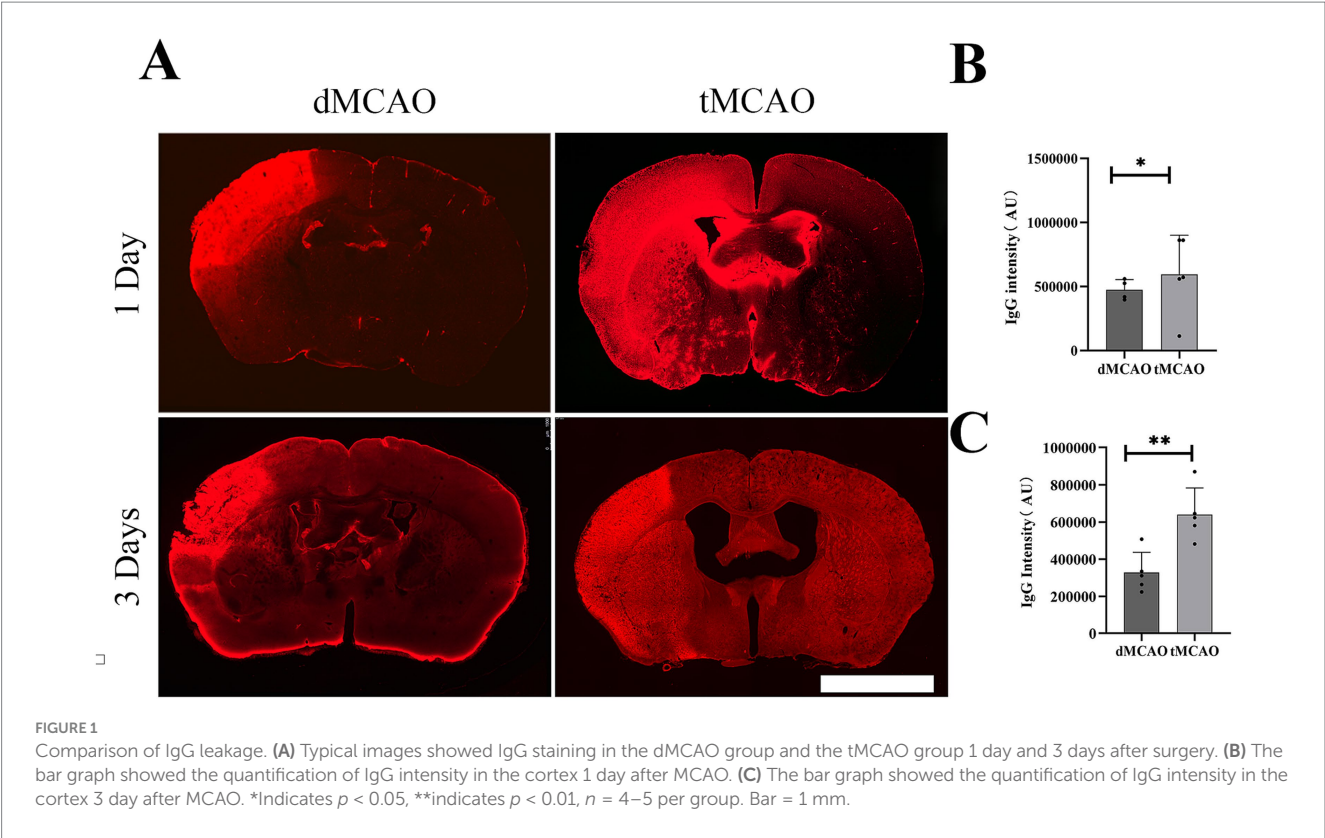 A
B
dMCAO
tMCAO
1 Day
3 Days
1500000
1000000
500000
0
IgG intensity( AU)
*
dMCAO tMCAO
C
1000000
800000
600000
400000
200000
0
IgG Intensity( AU)
**
dMCAO tMCAO
FIGURE 1
Comparison of IgG leakage. (A) Typical images showed IgG staining in the dMCAO group and the tMCAO group 1 day and 3 days after surgery. (B) The
bar graph showed the quantification of IgG intensity in the cortex 1 day after MCAO. (C) The bar graph showed the quantification of IgG intensity in the
cortex 3 day after MCAO. *Indicates p < 0.05, **indicates p < 0.01, n = 4–5 per group. Bar = 1 mm.